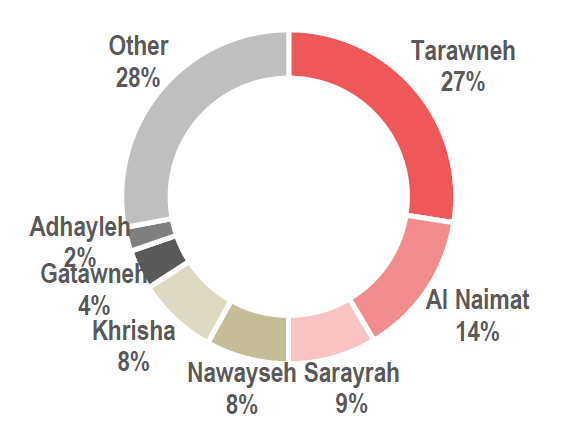 Other
28%
Tarawneh
27%
Adhayleh
2%
Gatawneh
4%
Al Naimat
14%
Khrisha
8%
Nawayseh
8%
Sarayrah
9%